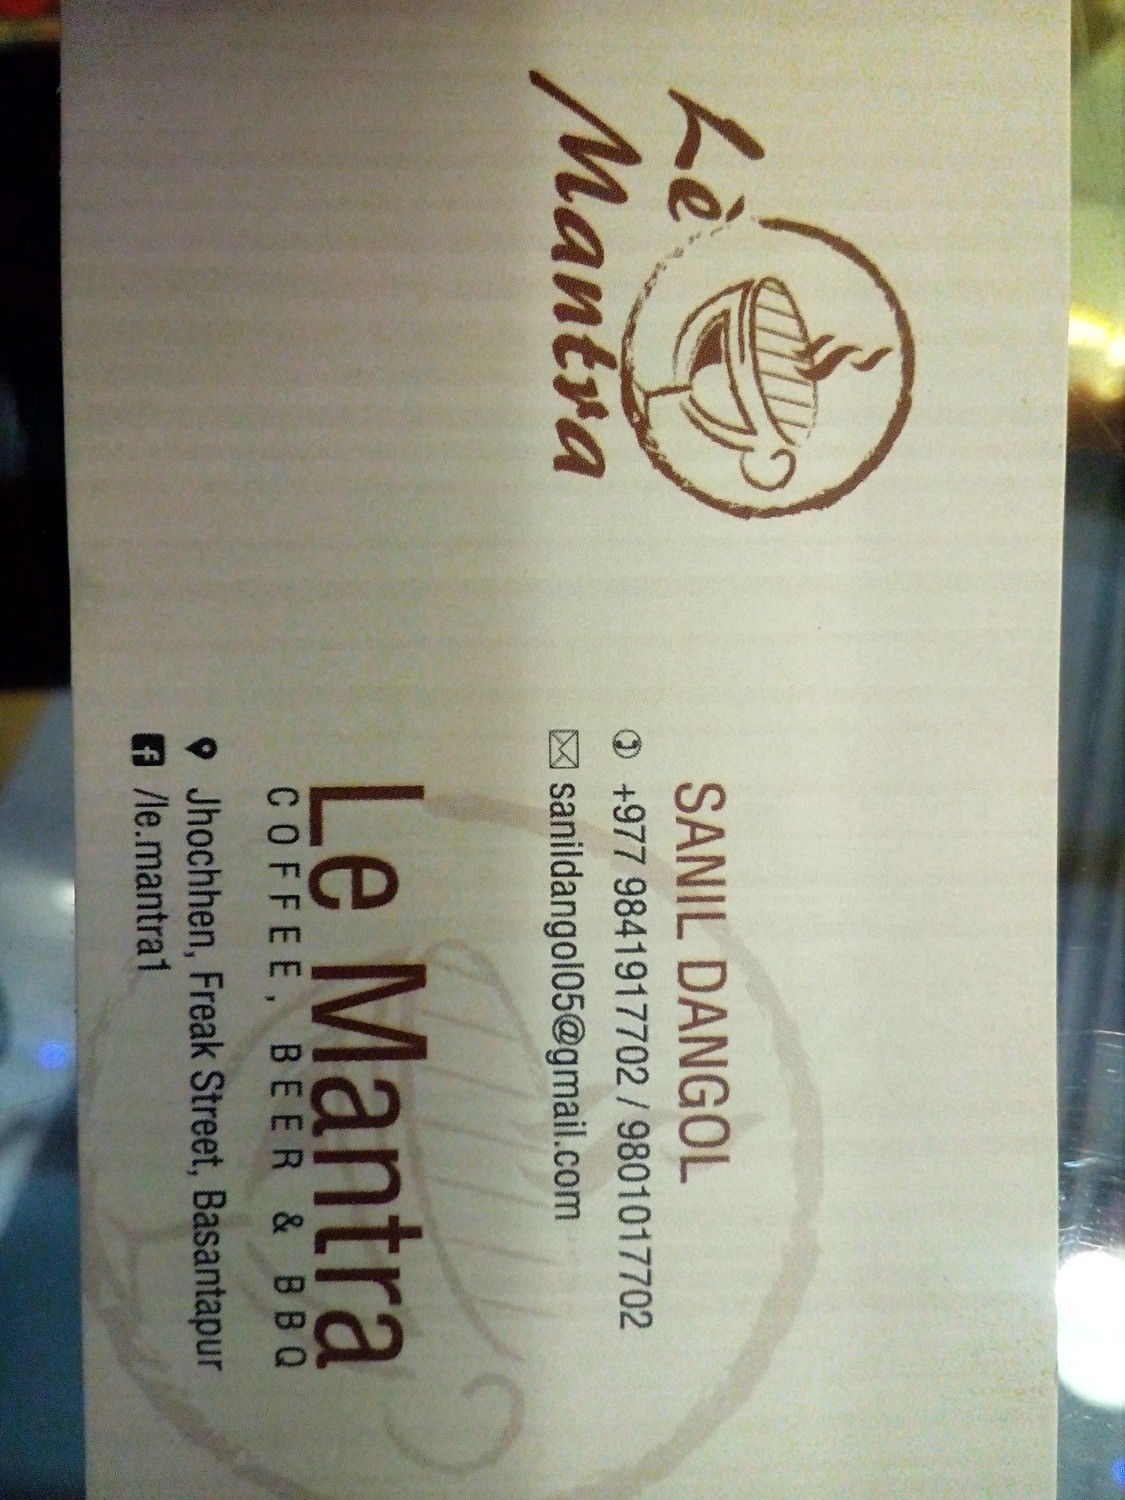 Lè
Mantra
SANIL DANGOL
+977 9841917702 / 9801017702
sanildangol05@gmail.com
Le Mantra
COFFEE, BEER & BBQ
Jhochhen, Freak Street, Basantapur
/le.mantra1